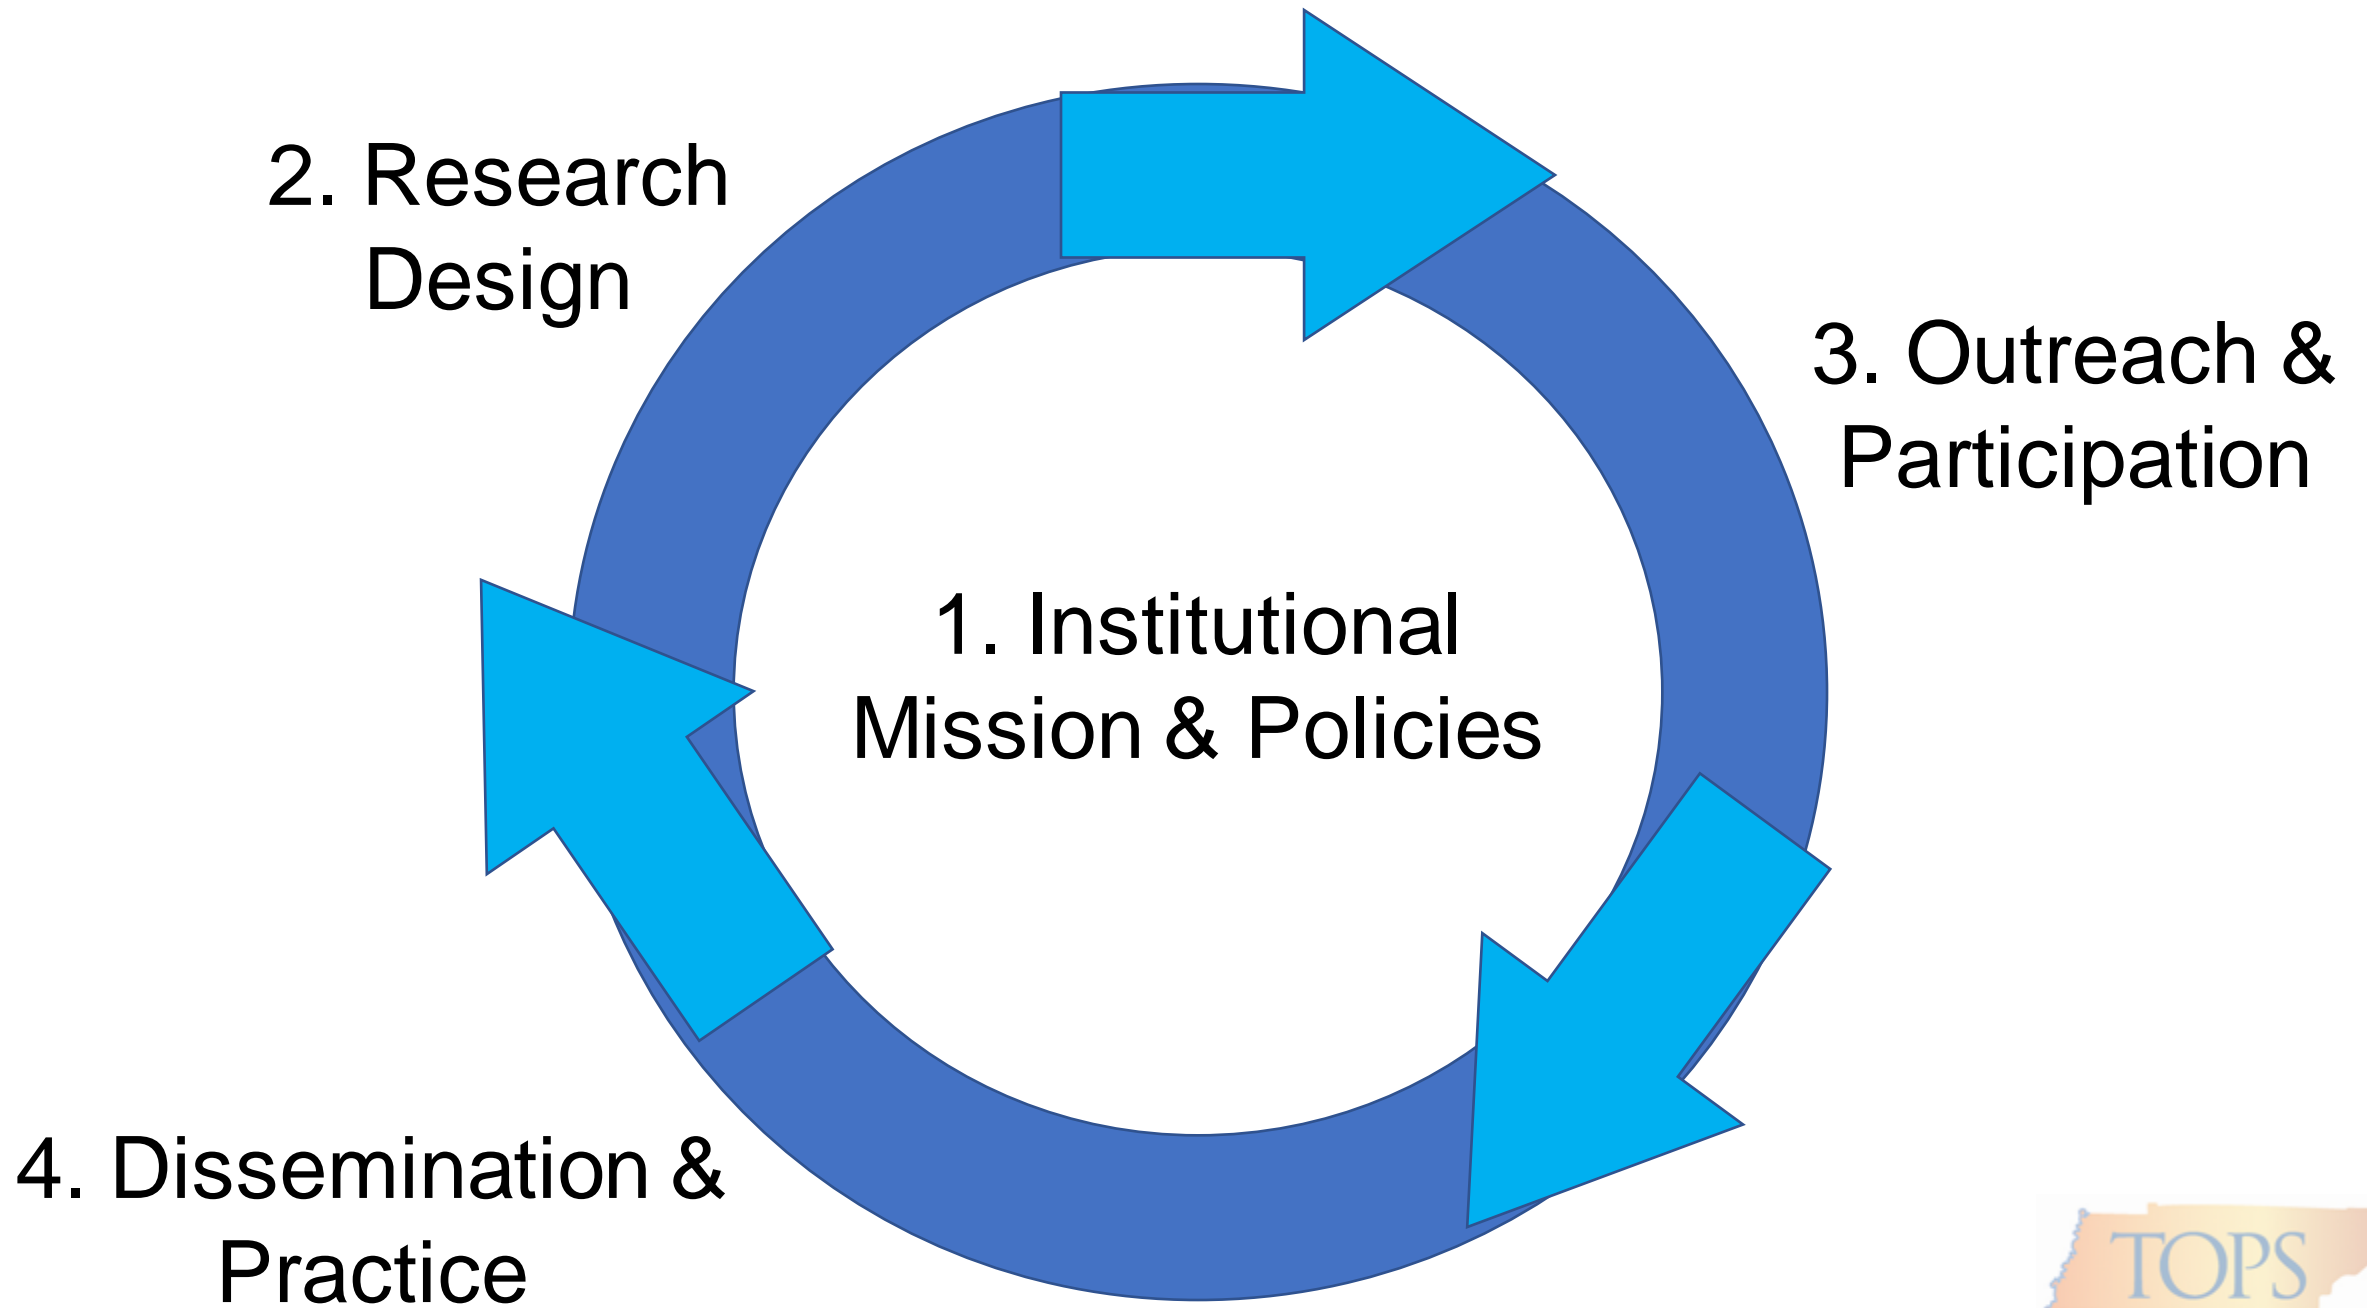 2. Research
Design
3. Outreach &
Participation
1. Institutional
Mission & Policies
4. Dissemination &
Practice
TOPS